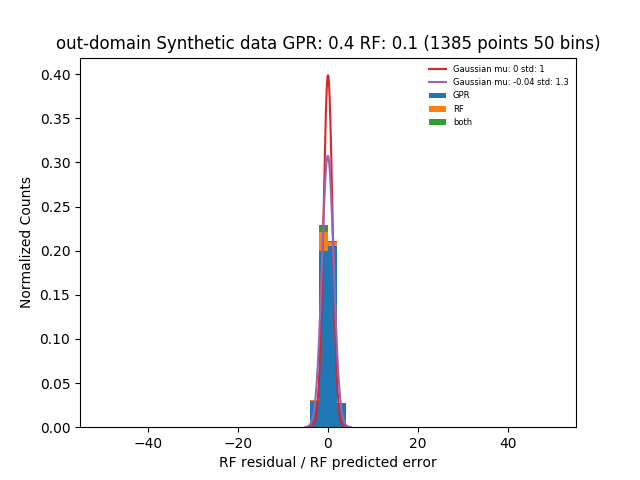 out-domain Synthetic data GPR: 0.4 RF: 0.1 (1385 points 50 bins)
Gaussian mu: 0 std: 1
Gaussian mu: -0.04 std: 1.3
GPR
RF
both
Normalized Counts
0.40
0.35
0.30
0.25
0.20
0.15
0.10
0.05
0.00
−40
−20
0
20
40
RF residual / RF predicted error